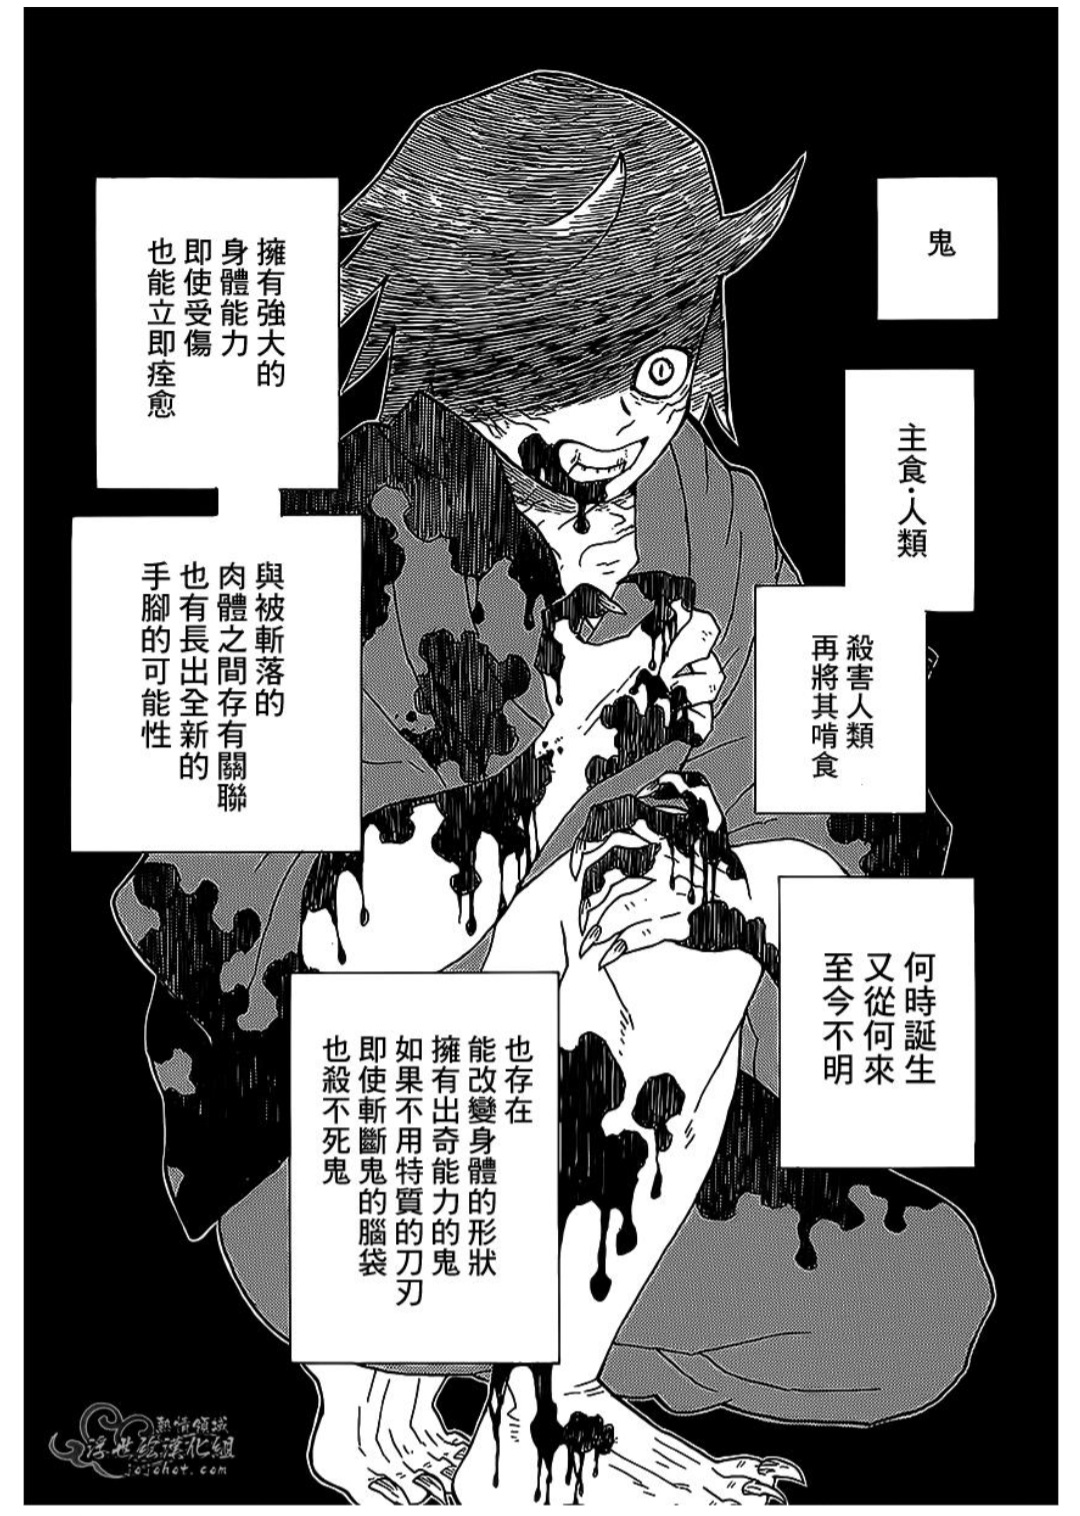 鬼
主食·人類
殺害人類
再將其啃食
何時誕生
又從何來
至今不明
擁有強大的
身體能力
即使受傷
也能立即痊愈
與被斬落的
肉體之間存有關聯
也有長出全新的
手腳的可能性
也存在
能改變身體的形狀
擁有出奇能力的鬼
如果不用特質的刀刃
即使斬斷鬼的腦袋
也殺不死鬼
熱情領域
浮世绘漢化組
jojohot.com